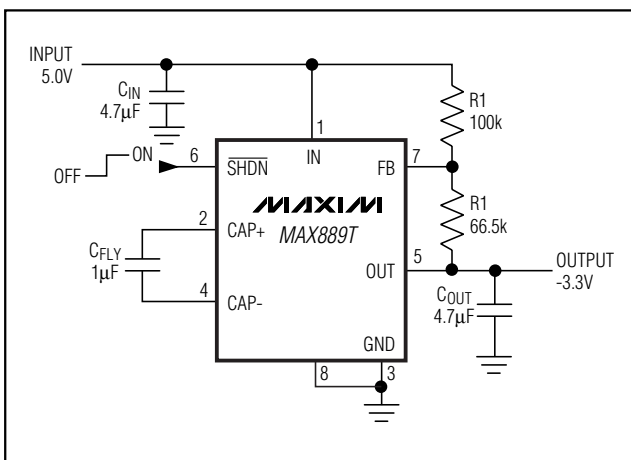 INPUT
5.0V
CIN
4.7µF
R1
100k
1
IN
OFF
ON
6
SHDN
7
FB
MAXIM
MAX889T
R1
66.5k
2
CAP+
CFLY
1µF
4
CAP-
5
OUT
OUTPUT
-3.3V
COUT
4.7µF
GND
8
3